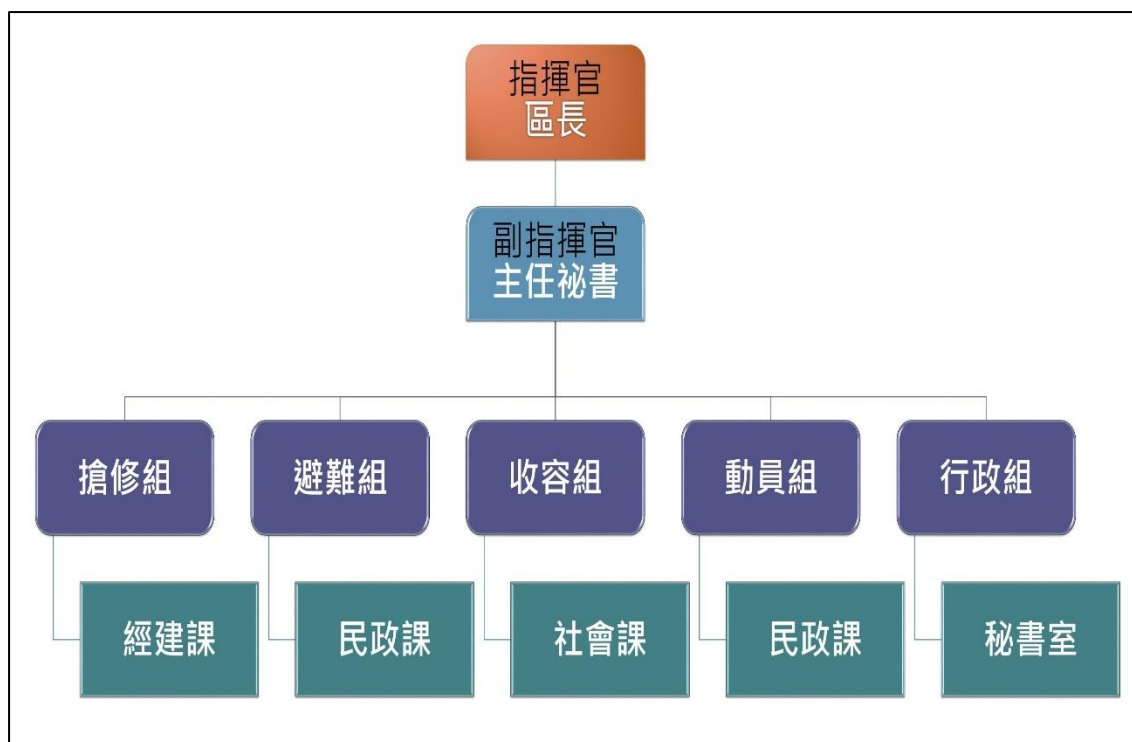 指揮官
區長
副指揮官
主任祕書
搶修組
避難組
收容組
動員組
行政組
經建課
民政課
社會課
民政課
秘書室